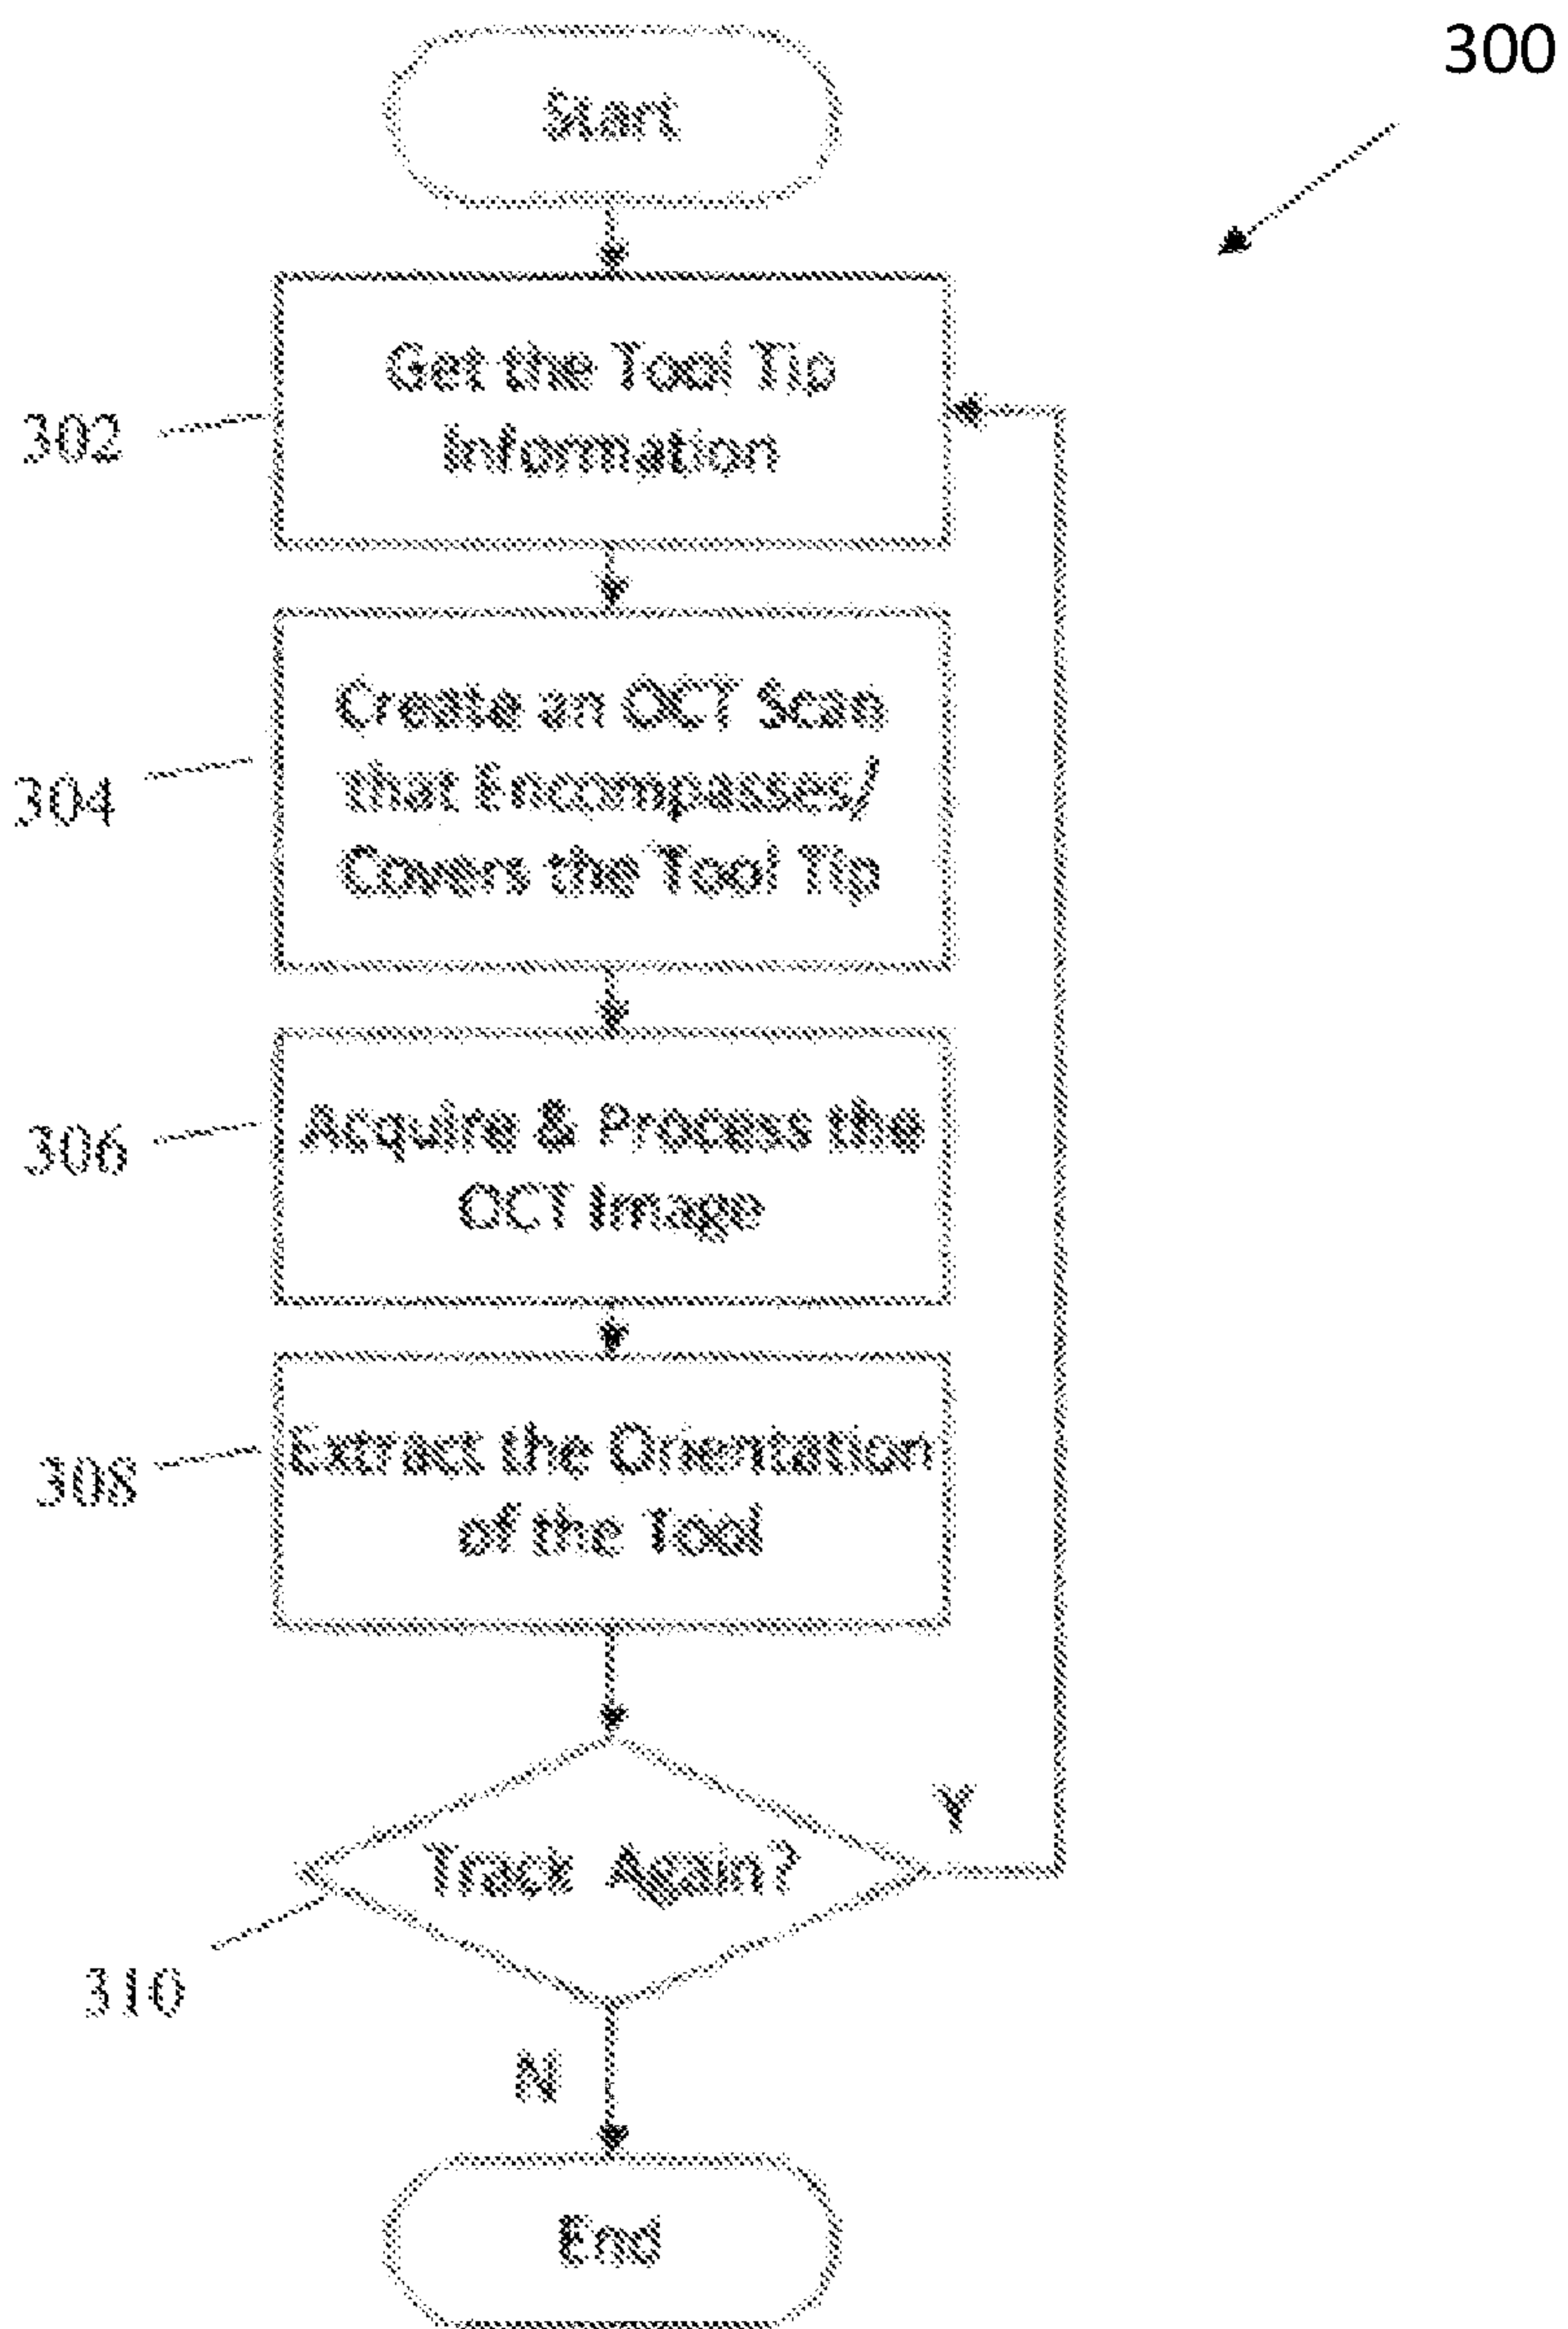 300
Start
302
Get the Tool Tip
Information
304
Create an OCT Scan
that Encompasses/
Covers the Tool Tip
306
Acquire & Process the
OCT Image
308
Extract the Orientation
of the Tool
Track Again?
Y
310
N
End